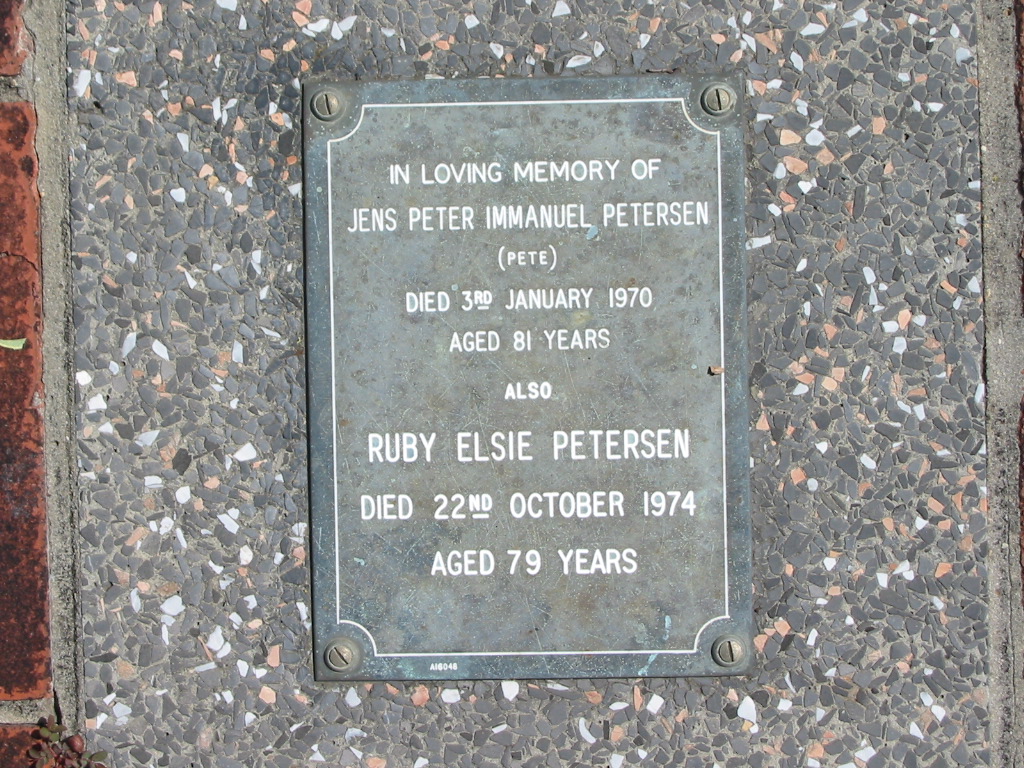 IN LOVING MEMORY OF
JENS PETER IMMANUEL PETERSEN
(PETE)
DIED 3RD JANUARY 1970
AGED 81 YEARS
ALSO
RUBY ELSIE PETERSEN
DIED 22ND OCTOBER 1974
AGED 79 YEARS
A16046